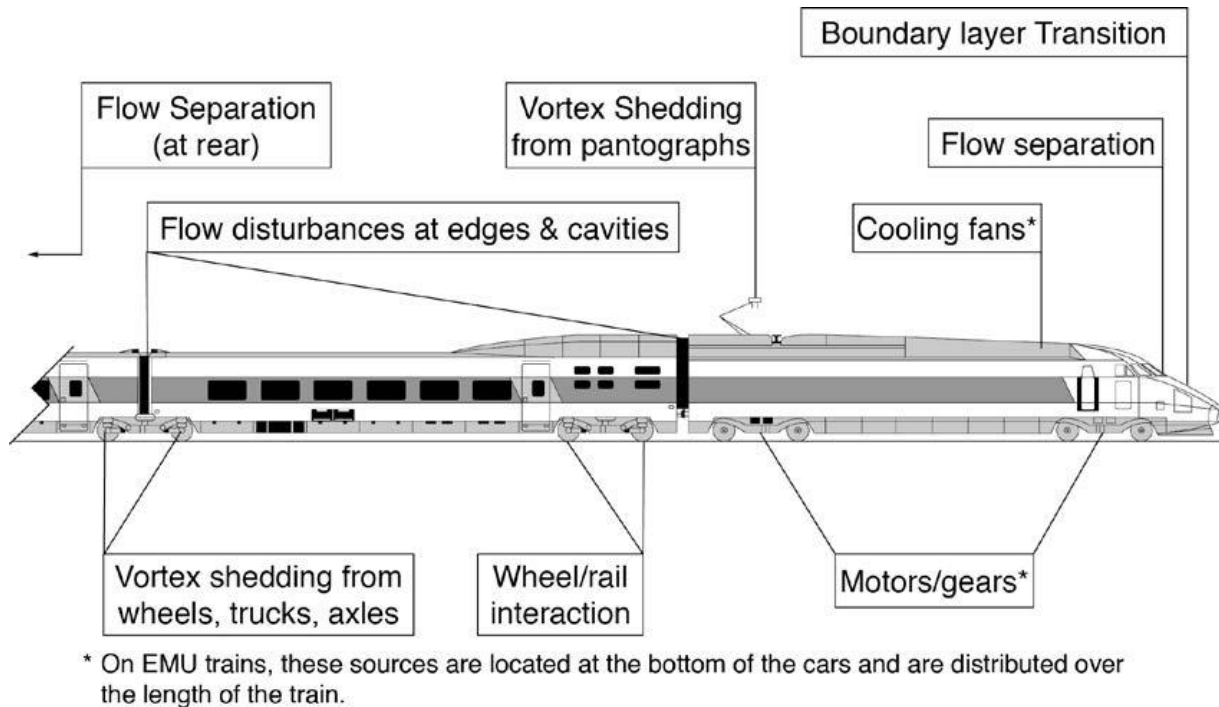 Boundary layer Transition
Flow Separation
(at rear)
Vortex Shedding
from pantographs
Flow separation
Flow disturbances at edges & cavities
Cooling fans*
Vortex shedding from
wheels, trucks, axles
Wheel/rail
interaction
Motors/gears*
* On EMU trains, these sources are located at the bottom of the cars and are distributed over
the length of the train.